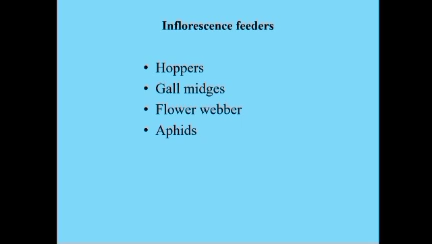 Inflorescence feeders
• Hoppers
• Gall midges
• Flower webber
• Aphids